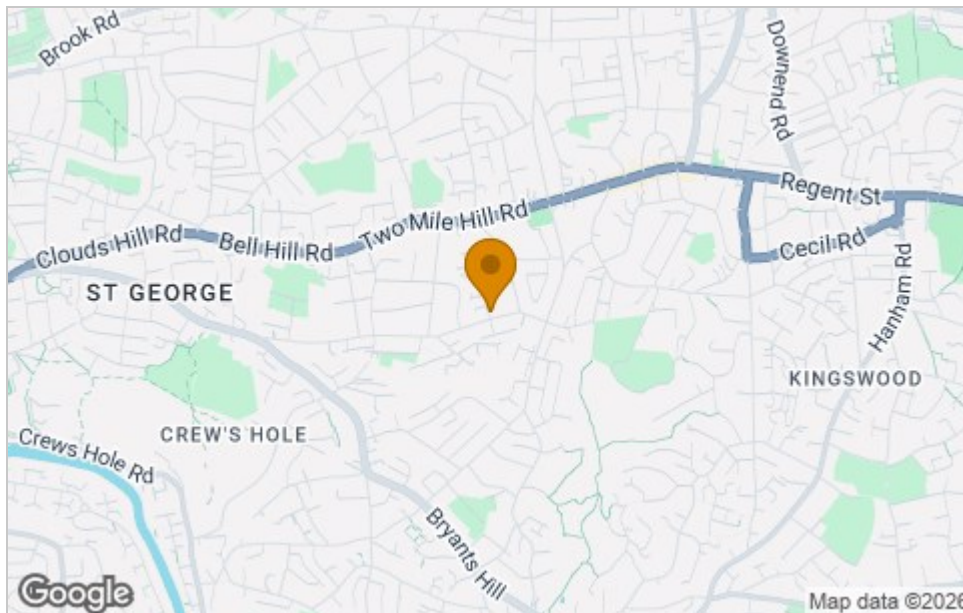 Brook Rd
Downend Rd
Regent St
Two Mile Hill Rd
Clouds Hill Rd
Bell Hill Rd
Cecil Rd
ST GEORGE
Hanham Rd
KINGSWOOD
CREW'S HOLE
Crews Hole Rd
Bryants Hill
Google
Map data ©2026